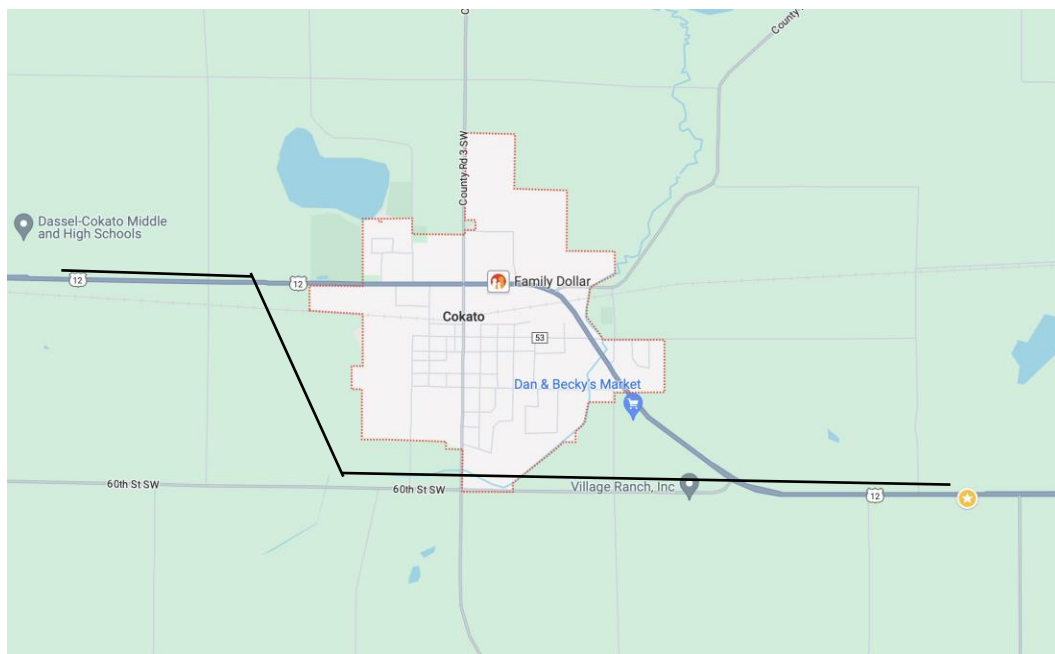 C
County
County Rd 3 SW
Dassel-Cokato Middle
and High Schools
12
12
Family Dollar
Cokato
53
Dan & Becky's Market
60th St SW
60th St SW
Village Ranch, Inc
12